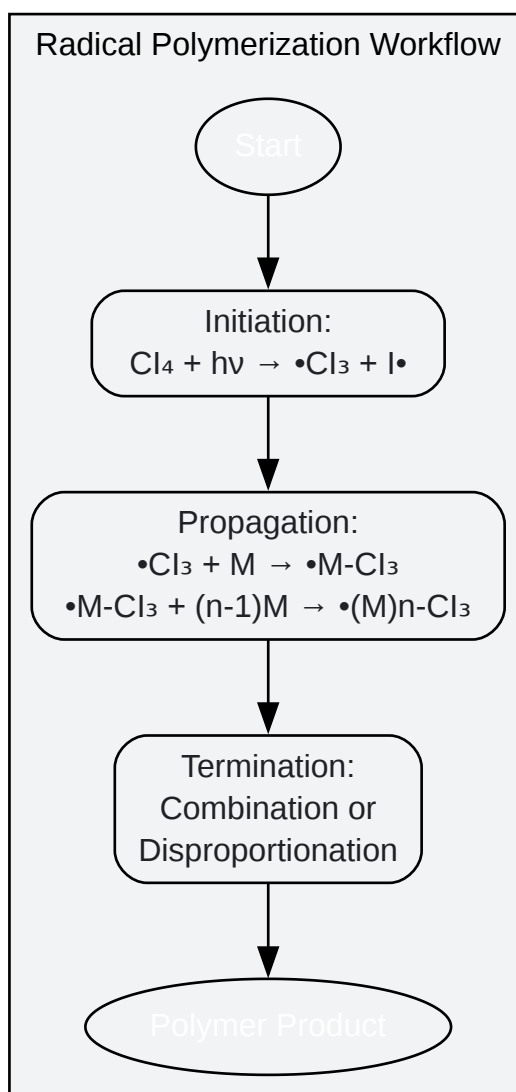 Radical Polymerization Workflow
Start
Initiation:
CI₄ + hν → •CI₃ + I•
Propagation:
•CI₃ + M → •M-CI₃
•M-CI₃ + (n-1)M → •(M)n-CI₃
Termination:
Combination or
Disproportionation
Polymer Product